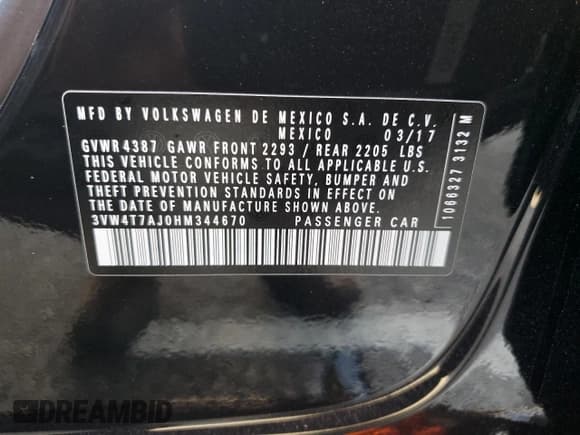 MFD BY VOLKSWAGEN DE MEXICO S.A. DE C.V.
MEXICO 03/17
GVWR 4387 GAWR FRONT 2293 / REAR 2205 LBS
THIS VEHICLE CONFORMS TO ALL APPLICABLE U.S.
FEDERAL MOTOR VEHICLE SAFETY, BUMPER AND
THEFT PREVENTION STANDARDS IN EFFECT ON
THE DATE OF MANUFACTURE SHOWN ABOVE.
3VW4T7AJ0HM344670 PASSENGER CAR
1066327 3132 M
DREAMBID